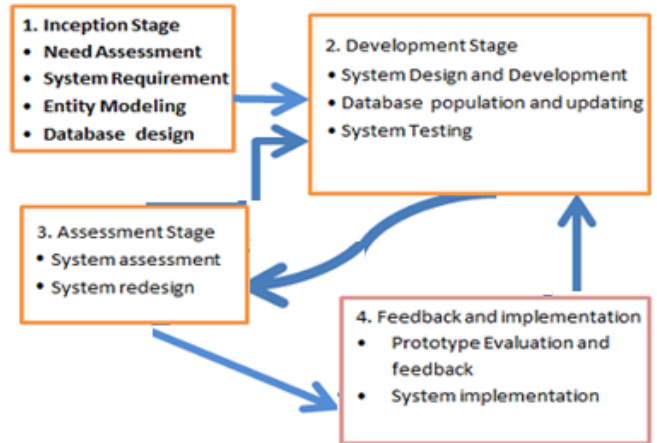 1. Inception Stage
• Need Assessment
• System Requirement
• Entity Modeling
• Database design
2. Development Stage
• System Design and Development
• Database population and updating
• System Testing
3. Assessment Stage
• System assessment
• System redesign
4. Feedback and implementation
• Prototype Evaluation and
feedback
• System implementation